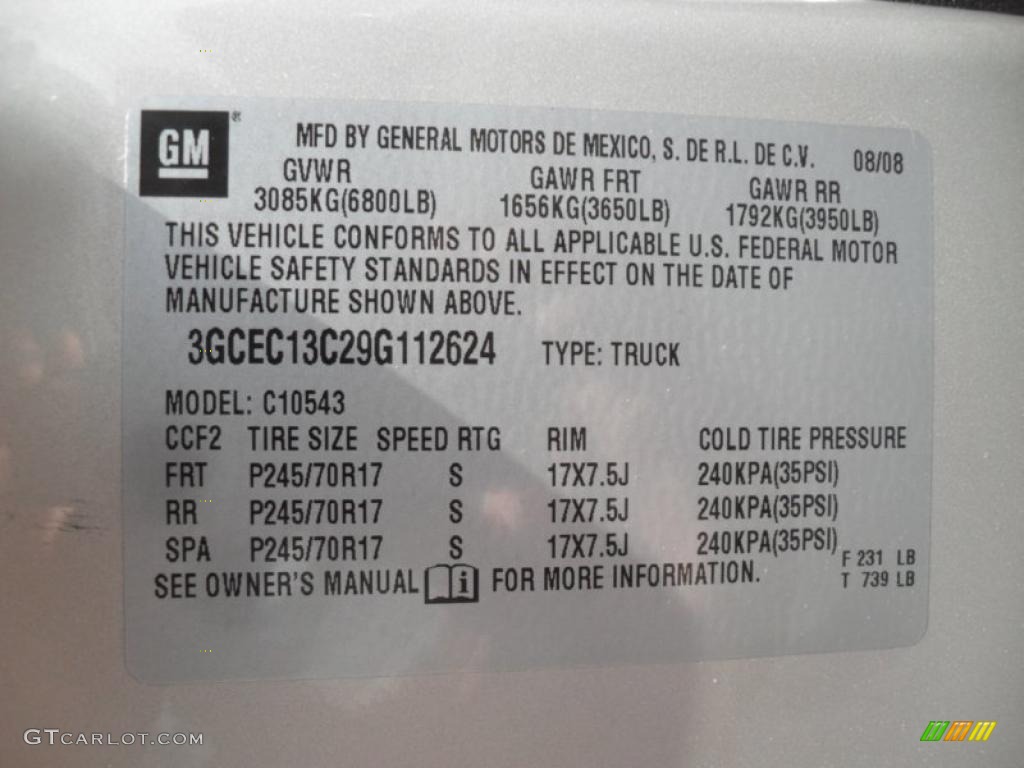 GM®
MFD BY GENERAL MOTORS DE MEXICO, S. DE R.L. DE C.V. 08/08
GVWR GAWR FRT GAWR RR
3085KG(6800LB) 1656KG(3650LB) 1792KG(3950LB)
THIS VEHICLE CONFORMS TO ALL APPLICABLE U.S. FEDERAL MOTOR
VEHICLE SAFETY STANDARDS IN EFFECT ON THE DATE OF
MANUFACTURE SHOWN ABOVE.
3GCEC13C29G112624 TYPE: TRUCK
MODEL: C10543
CCF2 TIRE SIZE SPEED RTG RIM COLD TIRE PRESSURE
FRT P245/70R17 S 17X7.5J 240KPA(35PSI)
RR P245/70R17 S 17X7.5J 240KPA(35PSI)
SPA P245/70R17 S 17X7.5J 240KPA(35PSI)
F 231 LB
SEE OWNER'S MANUAL i FOR MORE INFORMATION. T 739 LB
GTCARLOT.COM